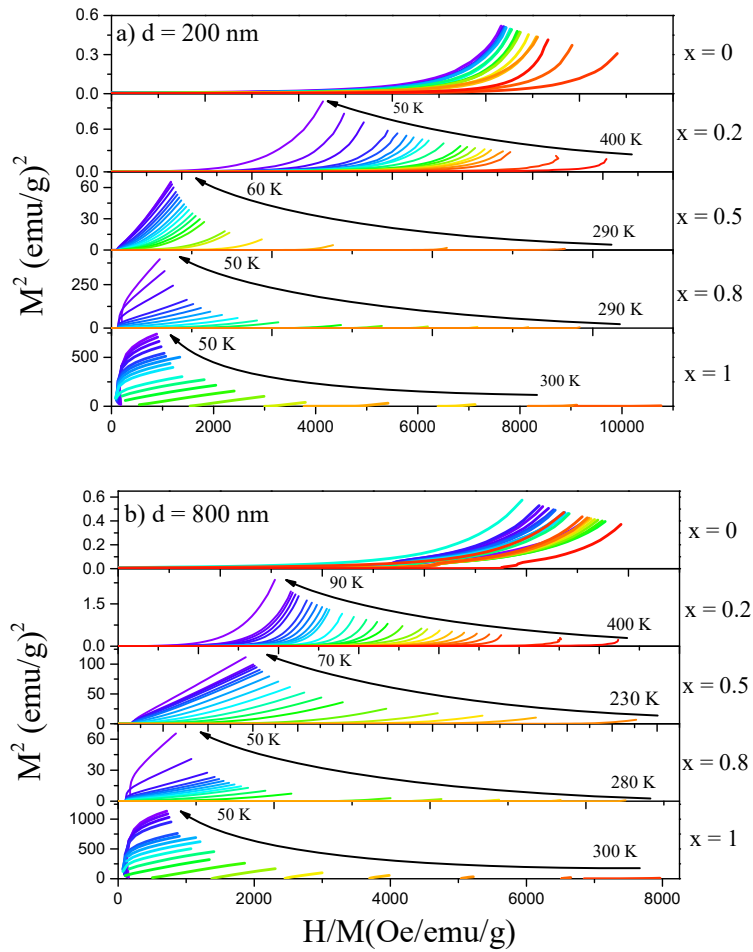 a) d = 200 nm
0.6
0.3
0.0
x = 0
50 K
400 K
0.6
0.0
x = 0.2
60 K
290 K
60
30
0
x = 0.5
50 K
290 K
250
0
x = 0.8
50 K
300 K
500
250
0
x = 1
0 2000 4000 6000 8000 10000
M² (emu/g)²
b) d = 800 nm
0.6
0.4
0.2
0.0
x = 0
90 K
400 K
1.5
0.0
x = 0.2
70 K
230 K
100
50
0
x = 0.5
50 K
280 K
60
30
0
x = 0.8
50 K
300 K
1000
750
500
250
0
x = 1
0 2000 4000 6000 8000
M² (emu/g)²
H/M(Oe/emu/g)